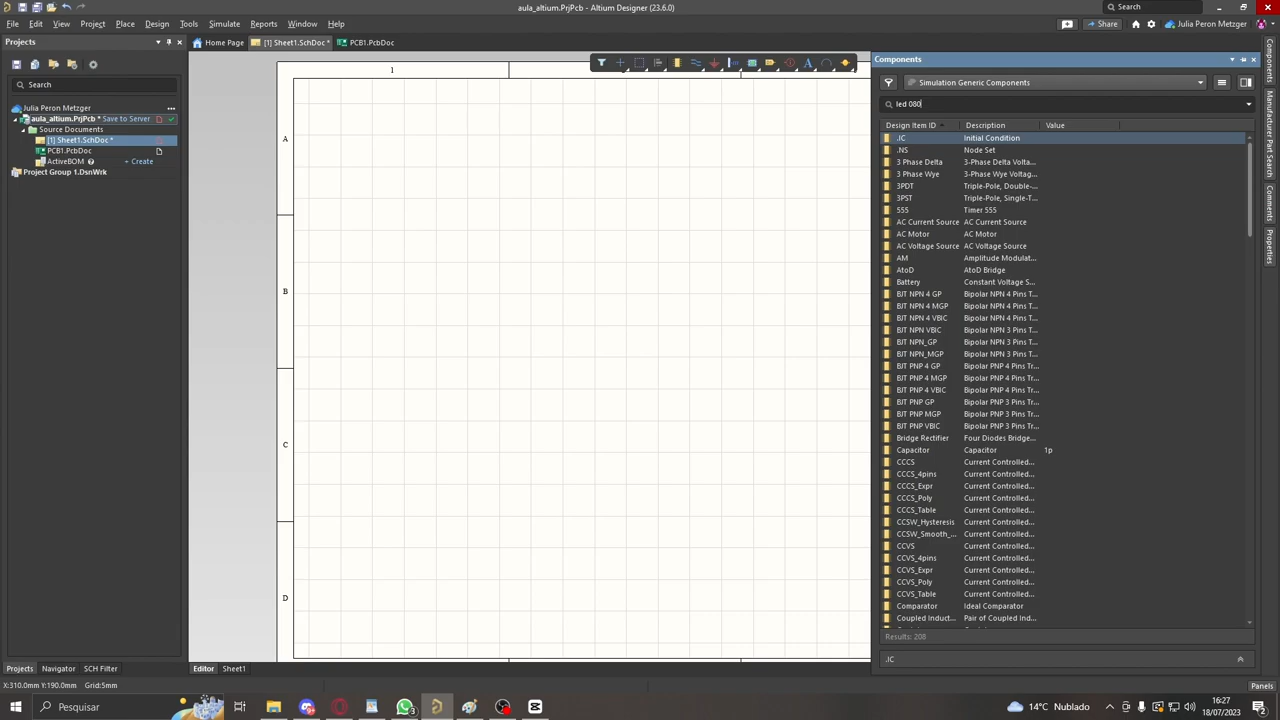 aula_altium.PrjPcb - Altium Designer (23.6.0)
Search
File Edit View Project Place Design Tools Simulate Reports Window Help
Share
Julia Peron Metzger
Projects
Home Page
[1] Sheet1.SchDoc *
PCB1.PcbDoc
Components
Simulation Generic Components
Search
led 080
Julia Peron Metzger
aula_altium.PrjPcb * Save to Server
Source Documents
[1] Sheet1.SchDoc *
PCB1.PcbDoc
ActiveBOM + Create
Project Group 1.DsnWrk
1
A
B
C
D
Design Item ID Description Value
.IC Initial Condition
.NS Node Set
3 Phase Delta 3-Phase Delta Volta...
3 Phase Wye 3-Phase Wye Voltag...
3PDT Triple-Pole, Double-...
3PST Triple-Pole, Single-T...
555 Timer 555
AC Current Source AC Current Source
AC Motor AC Motor
AC Voltage Source AC Voltage Source
AM Amplitude Modulat...
AtoD AtoD Bridge
Battery Constant Voltage S...
BJT NPN 4 GP Bipolar NPN 4 Pins T...
BJT NPN 4 MGP Bipolar NPN 4 Pins T...
BJT NPN 4 VBIC Bipolar NPN 4 Pins T...
BJT NPN VBIC Bipolar NPN 3 Pins T...
BJT NPN_GP Bipolar NPN 3 Pins T...
BJT NPN_MGP Bipolar NPN 3 Pins T...
BJT PNP 4 GP Bipolar PNP 4 Pins Tr...
BJT PNP 4 MGP Bipolar PNP 4 Pins Tr...
BJT PNP 4 VBIC Bipolar PNP 4 Pins Tr...
BJT PNP GP Bipolar PNP 3 Pins Tr...
BJT PNP MGP Bipolar PNP 3 Pins Tr...
BJT PNP VBIC Bipolar PNP 3 Pins Tr...
Bridge Rectifier Four Diodes Bridge...
Capacitor Capacitor 1p
CCCS Current Controlled...
CCCS_4pins Current Controlled...
CCCS_Expr Current Controlled...
CCCS_Poly Current Controlled...
CCCS_Table Current Controlled...
CCSW_Hysteresis Current Controlled...
CCSW_Smooth_... Current Controlled...
CCVS Current Controlled...
CCVS_4pins Current Controlled...
CCVS_Expr Current Controlled...
CCVS_Poly Current Controlled...
CCVS_Table Current Controlled...
Comparator Ideal Comparator
Coupled Induct... Pair of Coupled Ind...
Results: 208
.IC
Components
Manufacturer Part Search
Comments
Properties
Projects Navigator SCH Filter
Editor Sheet1
X:310.0mm Y:190.0mm Grid:5mm
Panels
Pesquisar
3
14°C Nublado
16:27
18/07/2023
2